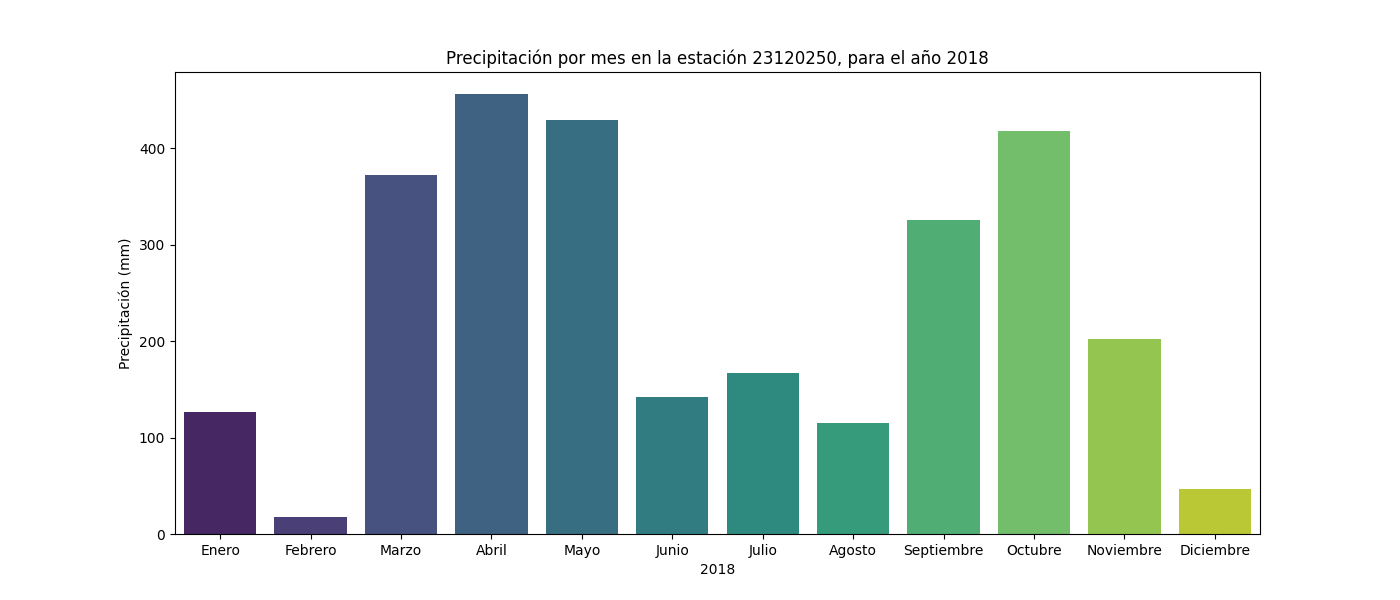 Precipitación por mes en la estación 23120250, para el año 2018
Precipitación (mm)
400
300
200
100
0
Enero Febrero Marzo Abril Mayo Junio Julio Agosto Septiembre Octubre Noviembre Diciembre
2018